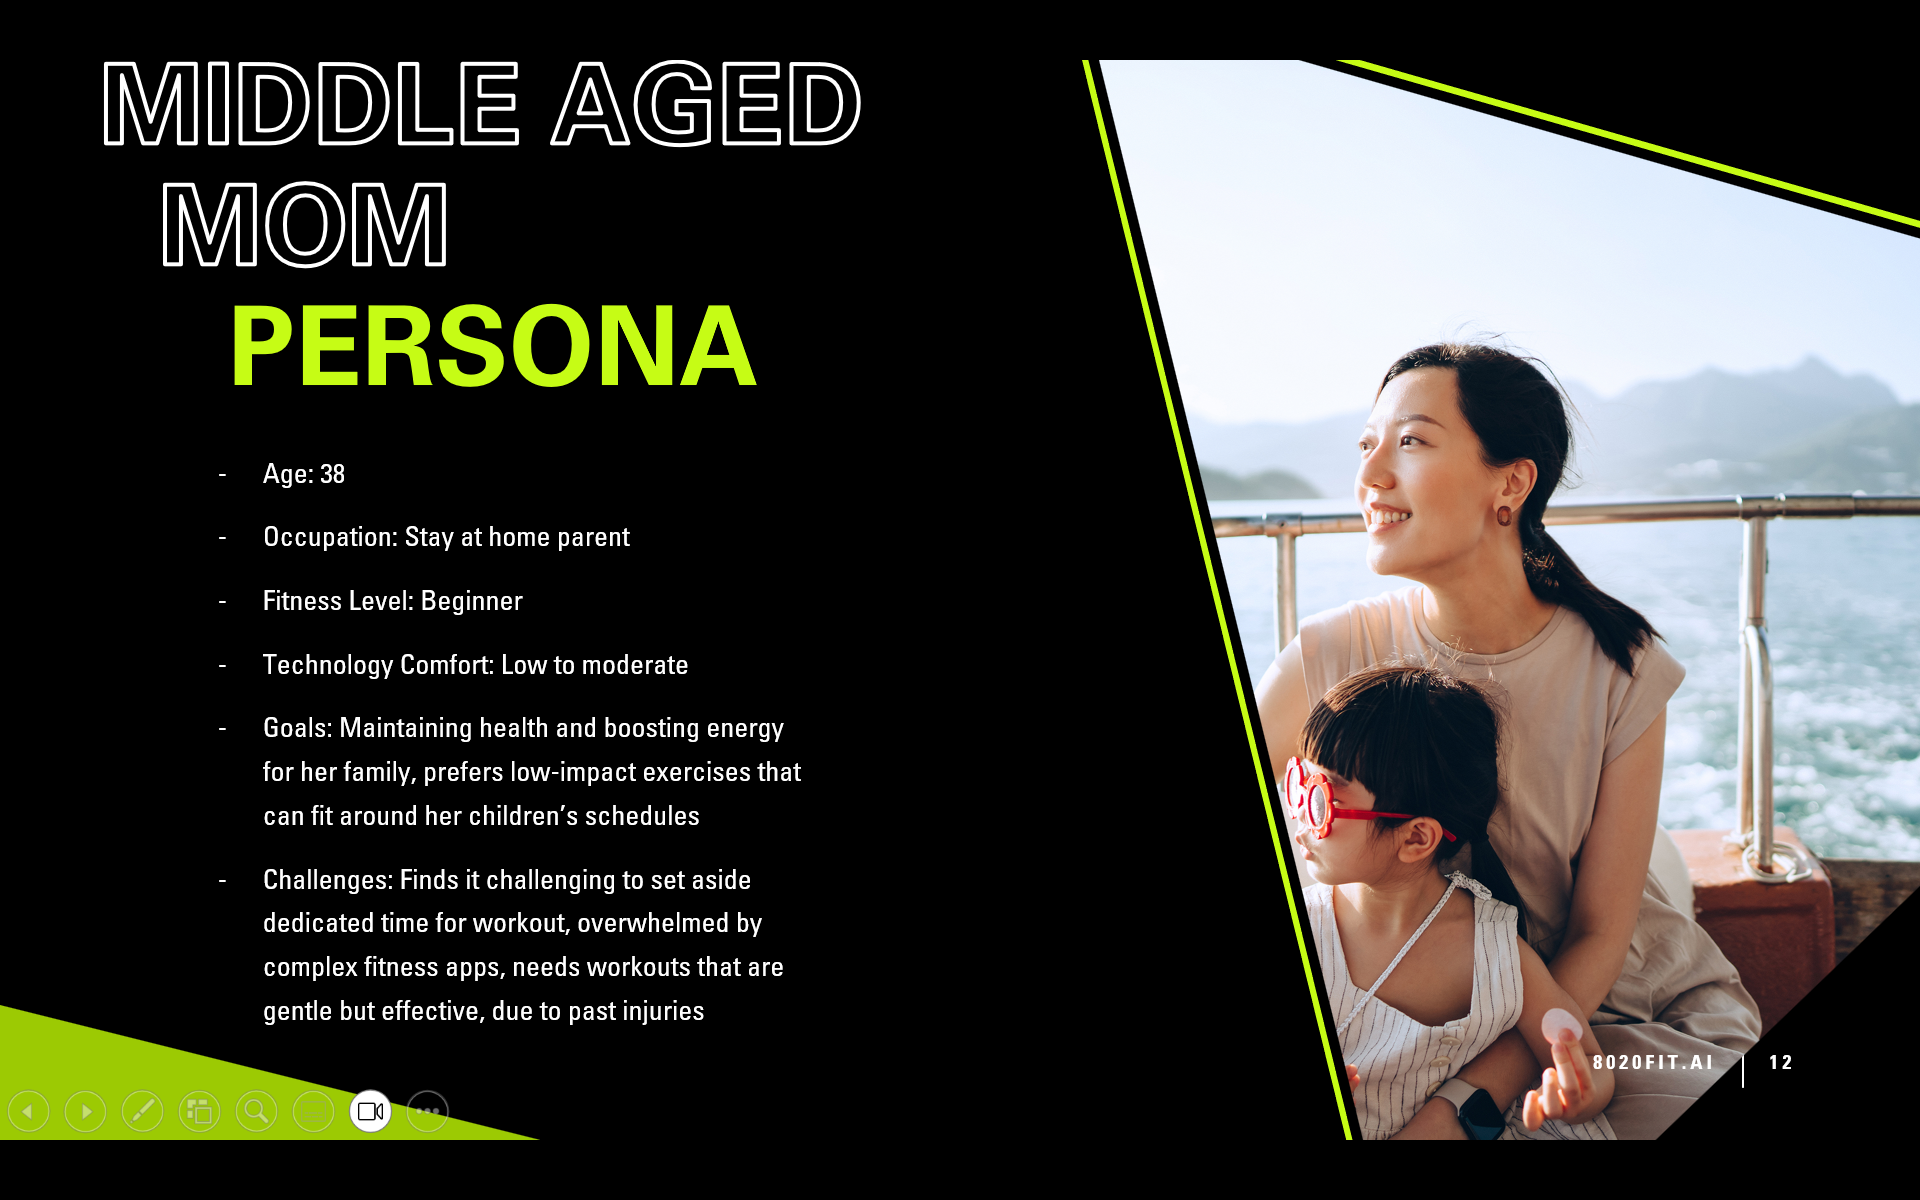 MIDDLE AGED
MOM
PERSONA
- Age: 38
- Occupation: Stay at home parent
- Fitness Level: Beginner
- Technology Comfort: Low to moderate
- Goals: Maintaining health and boosting energy
for her family, prefers low-impact exercises that
can fit around her children’s schedules
- Challenges: Finds it challenging to set aside
dedicated time for workout, overwhelmed by
complex fitness apps, needs workouts that are
gentle but effective, due to past injuries
8020FIT.AI | 12